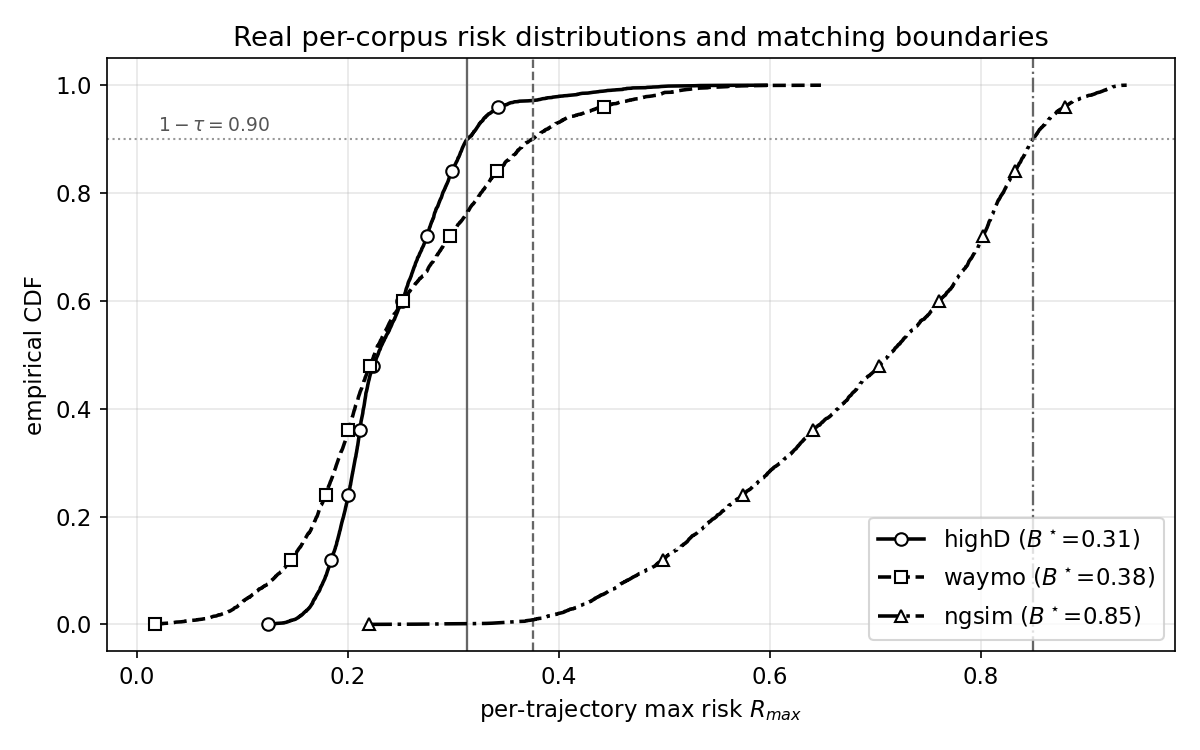 Real per-corpus risk distributions and matching boundaries
1.0
0.8
0.6
0.4
0.2
0.0
empirical CDF
1 − τ = 0.90
highD (B*=0.31)
waymo (B*=0.38)
ngsim (B*=0.85)
0.0 0.2 0.4 0.6 0.8
per-trajectory max risk Rmax